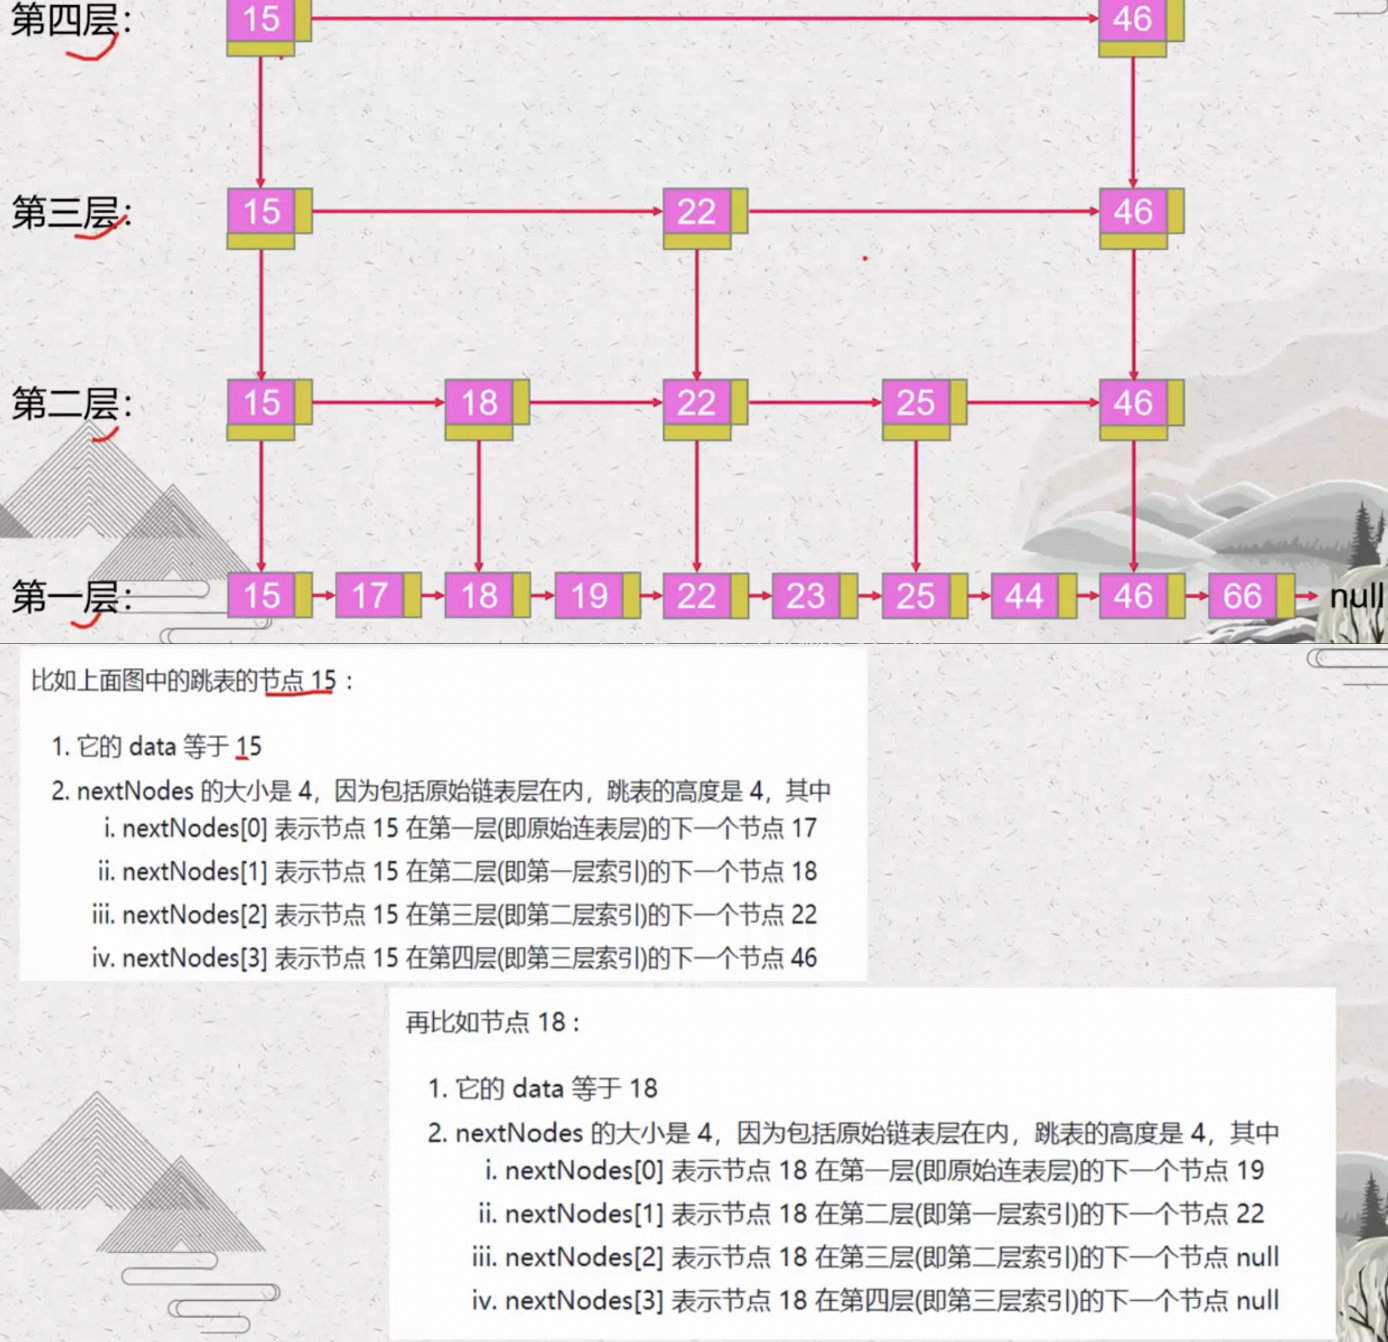 第四层: 15 46
第三层: 15 22 46
第二层: 15 18 22 25 46
第一层: 15 17 18 19 22 23 25 44 46 66 null
比如上面图中的跳表的节点 15：
1. 它的 data 等于 15
2. nextNodes 的大小是 4，因为包括原始链表层在内，跳表的高度是 4，其中
i. nextNodes[0] 表示节点 15 在第一层(即原始连表层)的下一个节点 17
ii. nextNodes[1] 表示节点 15 在第二层(即第一层索引)的下一个节点 18
iii. nextNodes[2] 表示节点 15 在第三层(即第二层索引)的下一个节点 22
iv. nextNodes[3] 表示节点 15 在第四层(即第三层索引)的下一个节点 46
再比如节点 18：
1. 它的 data 等于 18
2. nextNodes 的大小是 4，因为包括原始链表层在内，跳表的高度是 4，其中
i. nextNodes[0] 表示节点 18 在第一层(即原始连表层)的下一个节点 19
ii. nextNodes[1] 表示节点 18 在第二层(即第一层索引)的下一个节点 22
iii. nextNodes[2] 表示节点 18 在第三层(即第二层索引)的下一个节点 null
iv. nextNodes[3] 表示节点 18 在第四层(即第三层索引)的下一个节点 null